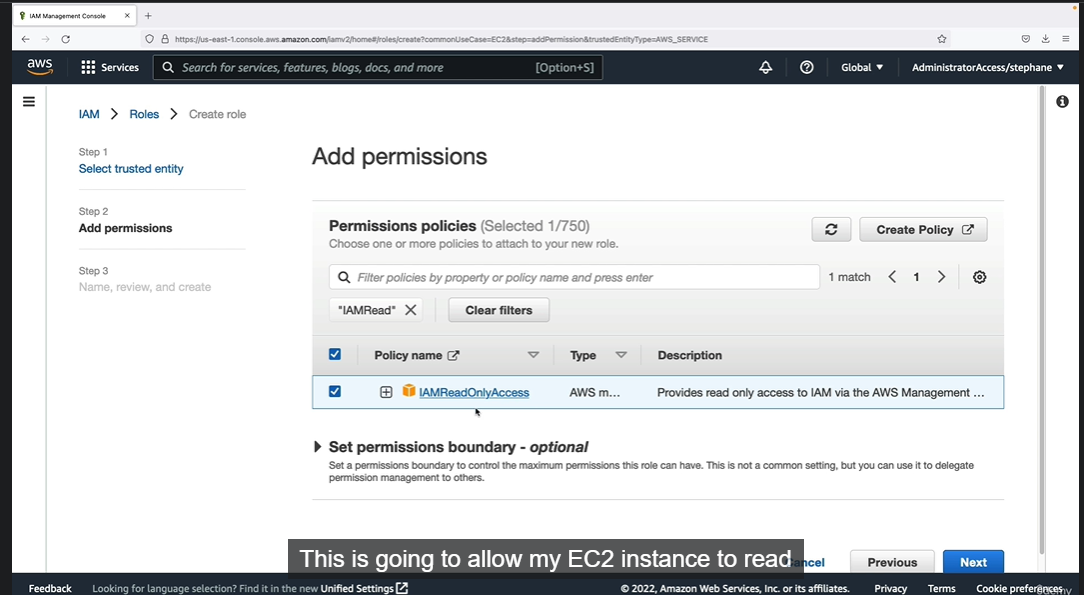 IAM Management Console
https://us-east-1.console.aws.amazon.com/iamv2/home#/roles/create?commonUseCase=EC2&step=addPermission&trustedEntityType=AWS_SERVICE
aws
Services
Search for services, features, blogs, docs, and more
[Option+S]
Global
AdministratorAccess/stephane
IAM
Roles
Create role
Step 1
Select trusted entity
Step 2
Add permissions
Step 3
Name, review, and create
Add permissions
Permissions policies (Selected 1/750)
Choose one or more policies to attach to your new role.
Create Policy
Filter policies by property or policy name and press enter
1 match
1
"IAMRead"
Clear filters
Policy name
Type
Description
IAMReadOnlyAccess
AWS m...
Provides read only access to IAM via the AWS Management ...
Set permissions boundary - optional
Set a permissions boundary to control the maximum permissions this role can have. This is not a common setting, but you can use it to delegate
permission management to others.
This is going to allow my EC2 instance to read
Cancel
Previous
Next
Feedback
Looking for language selection? Find it in the new Unified Settings
© 2022, Amazon Web Services, Inc. or its affiliates.
Privacy
Terms
Cookie preferences
Udemy